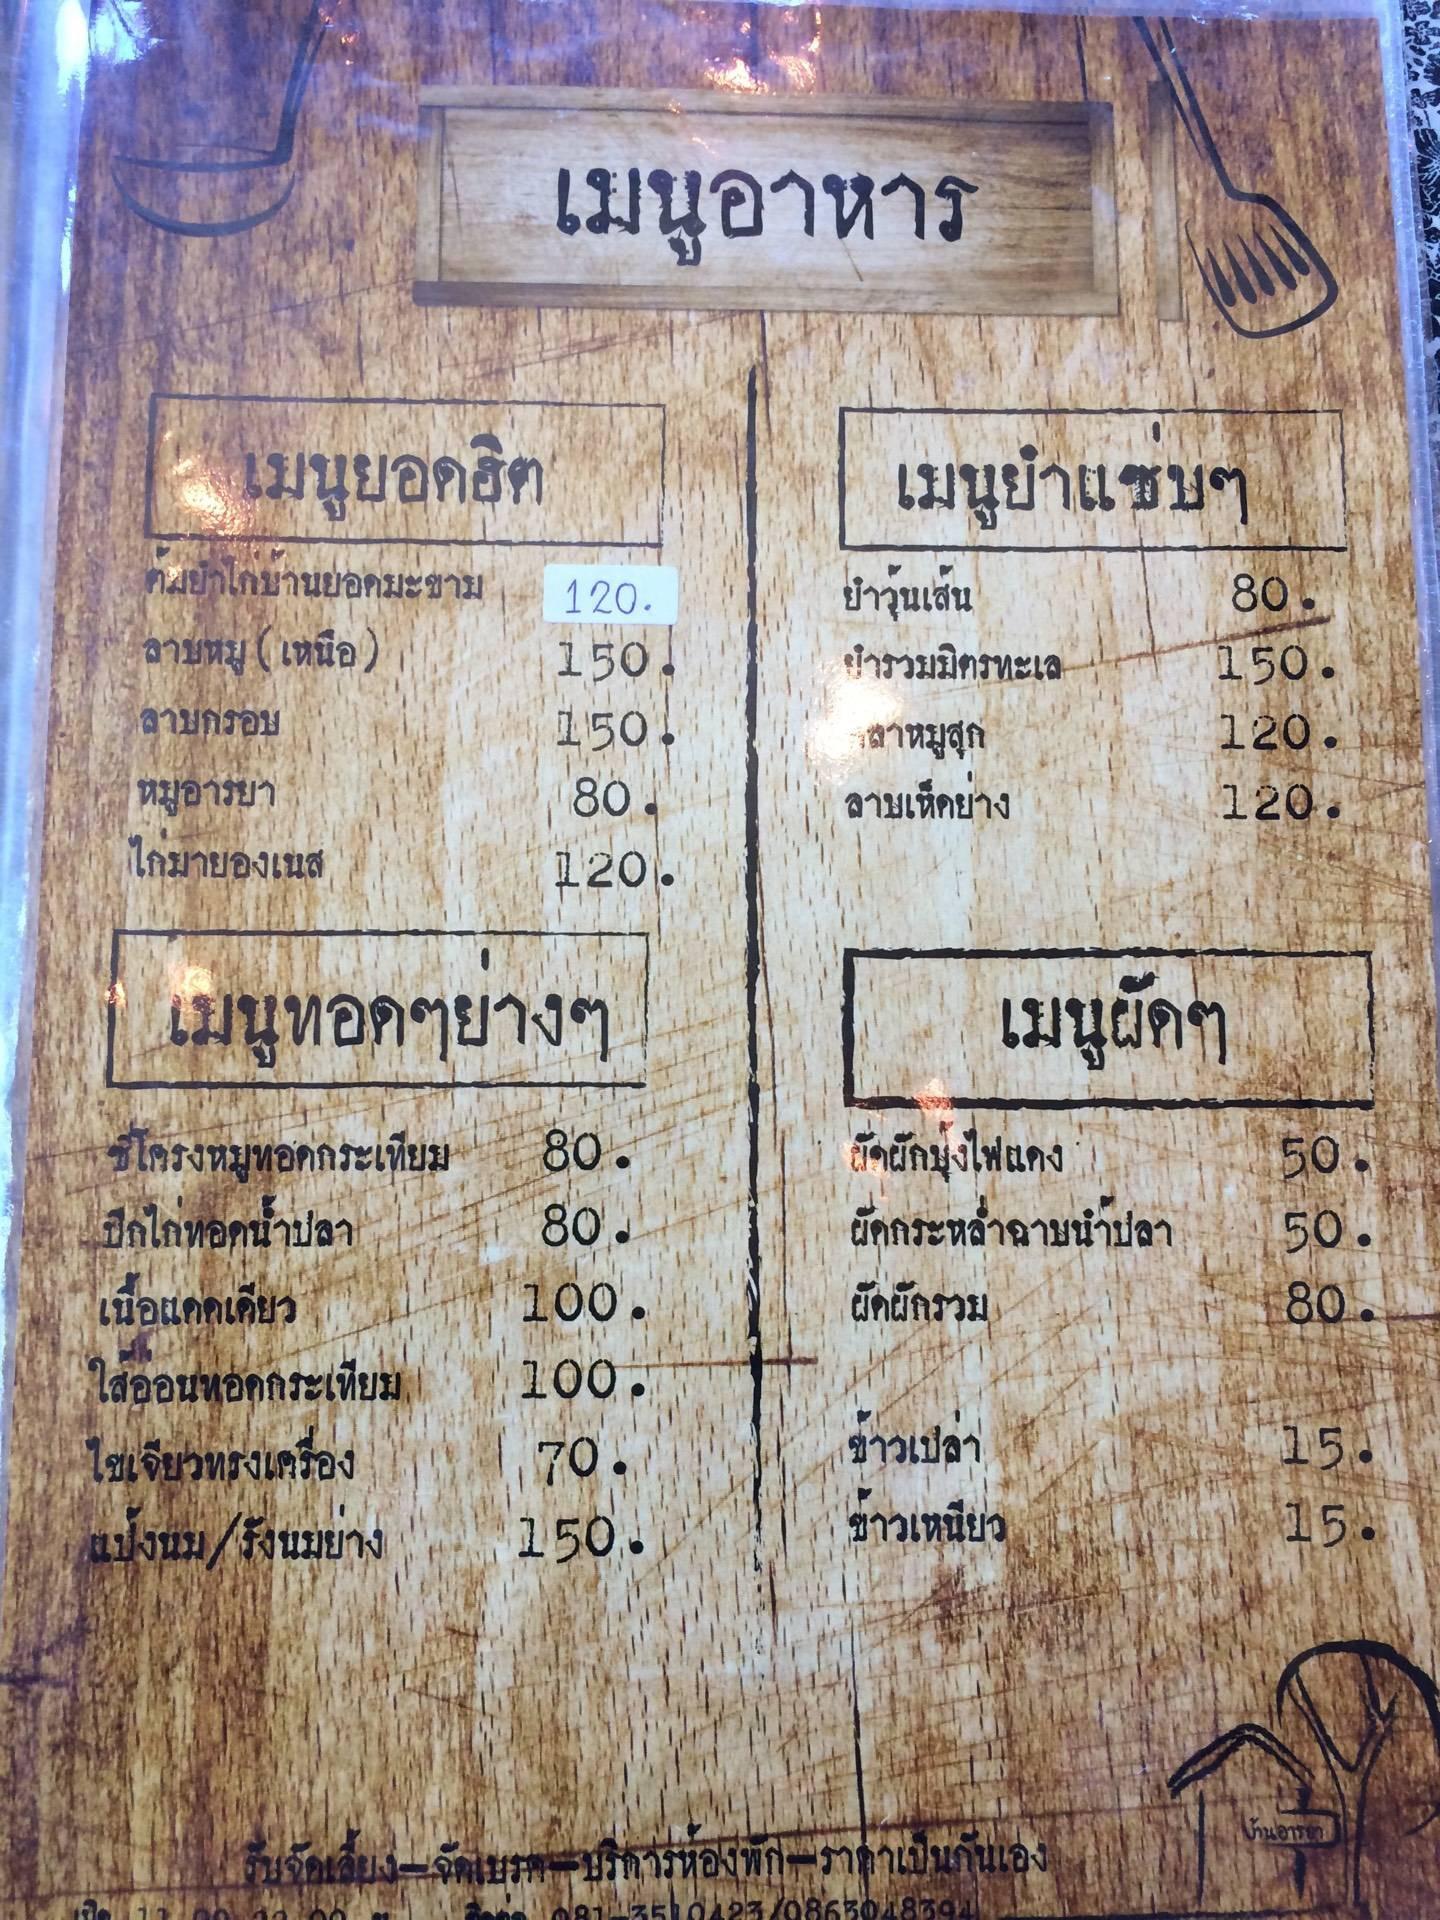 เมนูอาหาร
เมนูยอดฮิต
ต้มยำไก่บ้านยอดมะขาม 120.
ลาบหมู (เหนือ) 150.
ลาบกรอบ 150.
หมูอารยา 80.
ไก่มายองเนส 120.
เมนูทอดๆย่างๆ
ซี่โครงหมูทอดกระเทียม 80.
ปีกไก่ทอดน้ำปลา 80.
เนื้อแดดเดียว 100.
ไส้อ่อนทอดกระเทียม 100.
ไขเจียวทรงเครื่อง 70.
แป้งนม/รังนมย่าง 150.
เมนูยำแซ่บๆ
ยำวุ้นเส้น 80.
ยำรวมมิตรทะเล 150.
หมูสุก 120.
ลาบเห็ดย่าง 120.
เมนูผัดๆ
ผัดผักบุ้งไฟแดง 50.
ผัดกระหล่ำฉาบน้ำปลา 50.
ผัดผักรวม 80.
ข้าวเปล่า 15.
ข้าวเหนียว 15.
บ้านอารยา
รับจัดเลี้ยง-จัดเบรค-บริการห้องพัก-ราคาเป็นกันเอง
081-3510423/0863048394